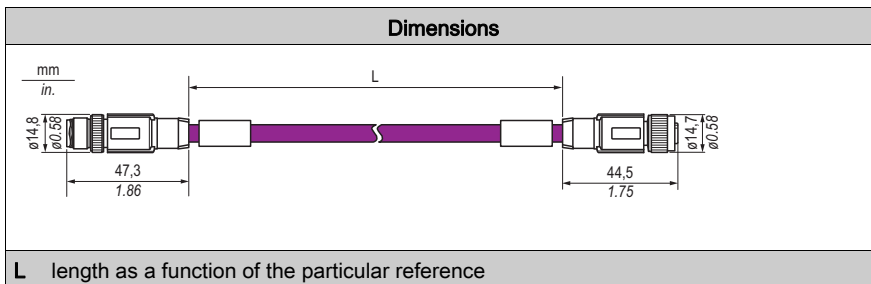 Dimensions
mm
in.
L
ø14,8
ø0.58
ø14,7
ø0.58
47,3
1.86
44,5
1.75
L length as a function of the particular reference